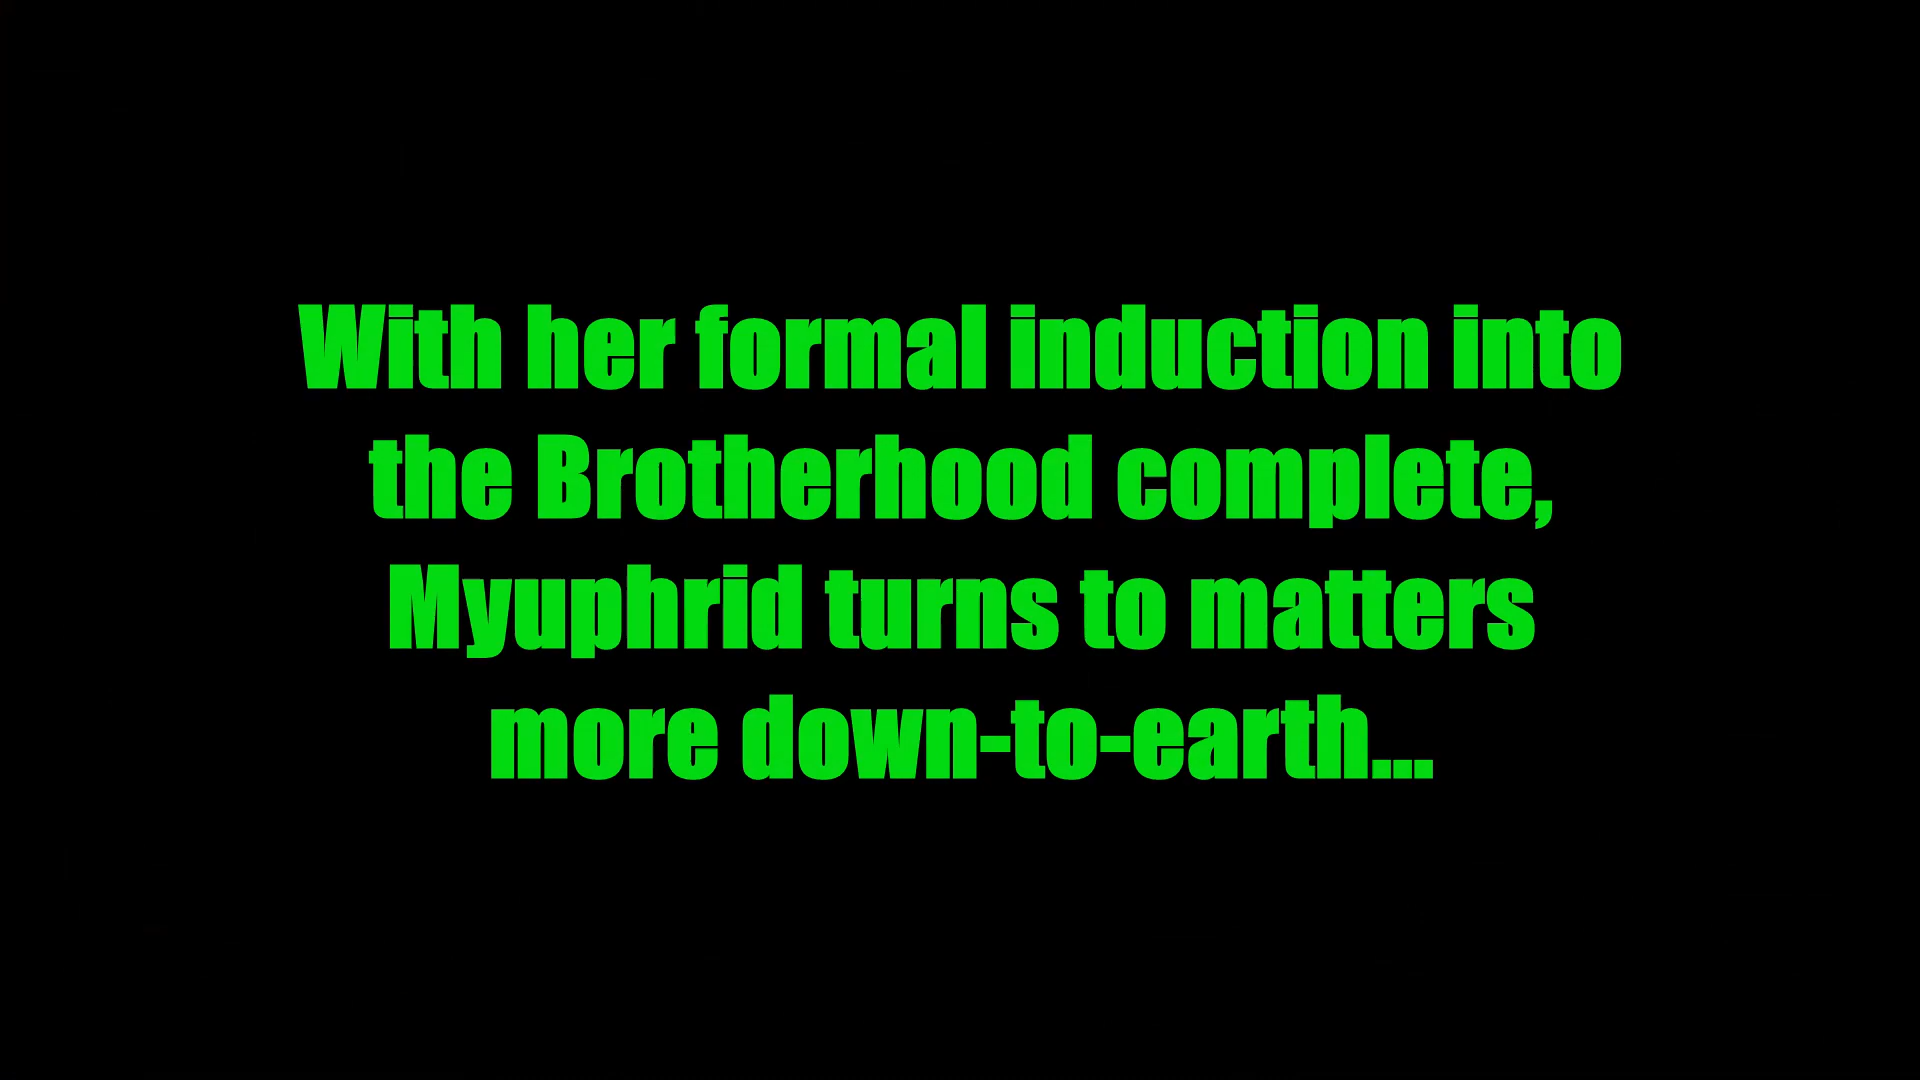 With her formal induction into
the Brotherhood complete,
Myuphrid turns to matters
more down-to-earth...